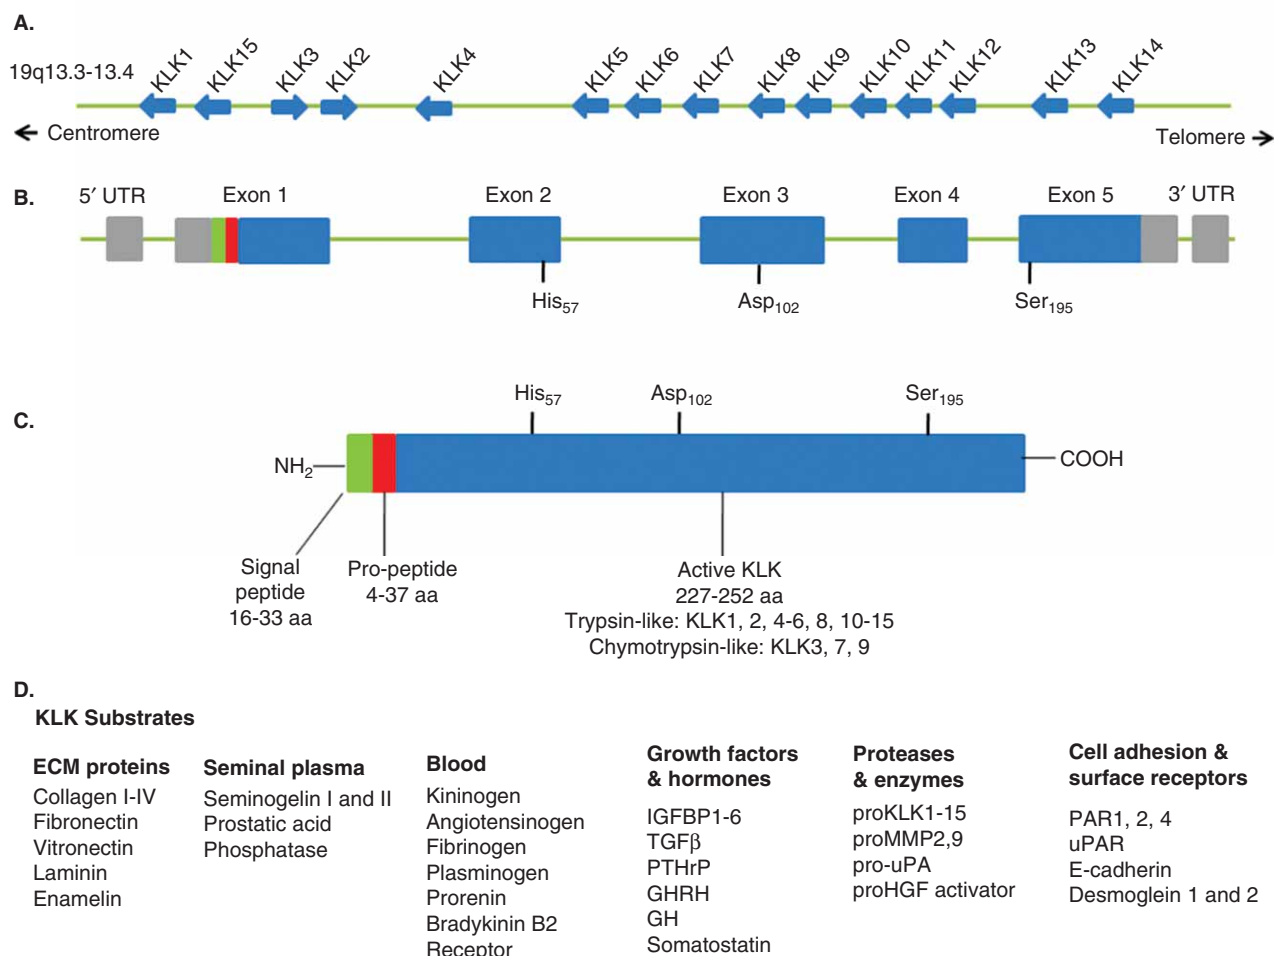 A.
19q13.3-13.4
KLK1 KLK15 KLK3 KLK2 KLK4 KLK5 KLK6 KLK7 KLK8 KLK9 KLK10 KLK11 KLK12 KLK13 KLK14
← Centromere
Telomere →
B.
5′ UTR Exon 1 Exon 2 Exon 3 Exon 4 Exon 5 3′ UTR
His57 Asp102 Ser195
C.
His57 Asp102 Ser195
NH2
COOH
Signal
peptide
16-33 aa
Pro-peptide
4-37 aa
Active KLK
227-252 aa
Trypsin-like: KLK1, 2, 4-6, 8, 10-15
Chymotrypsin-like: KLK3, 7, 9
D.
KLK Substrates
ECM proteins
Collagen I-IV
Fibronectin
Vitronectin
Laminin
Enamelin
Seminal plasma
Seminogelin I and II
Prostatic acid
Phosphatase
Blood
Kininogen
Angiotensinogen
Fibrinogen
Plasminogen
Prorenin
Bradykinin B2
Receptor
Growth factors
& hormones
IGFBP1-6
TGFβ
PTHrP
GHRH
GH
Somatostatin
Proteases
& enzymes
proKLK1-15
proMMP2,9
pro-uPA
proHGF activator
Cell adhesion &
surface receptors
PAR1, 2, 4
uPAR
E-cadherin
Desmoglein 1 and 2